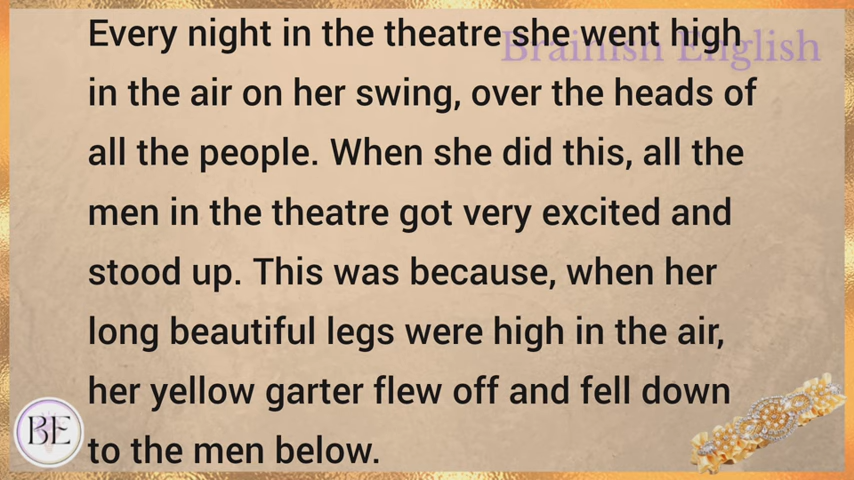 Brainish English
Every night in the theatre she went high
in the air on her swing, over the heads of
all the people. When she did this, all the
men in the theatre got very excited and
stood up. This was because, when her
long beautiful legs were high in the air,
her yellow garter flew off and fell down
to the men below.
BE